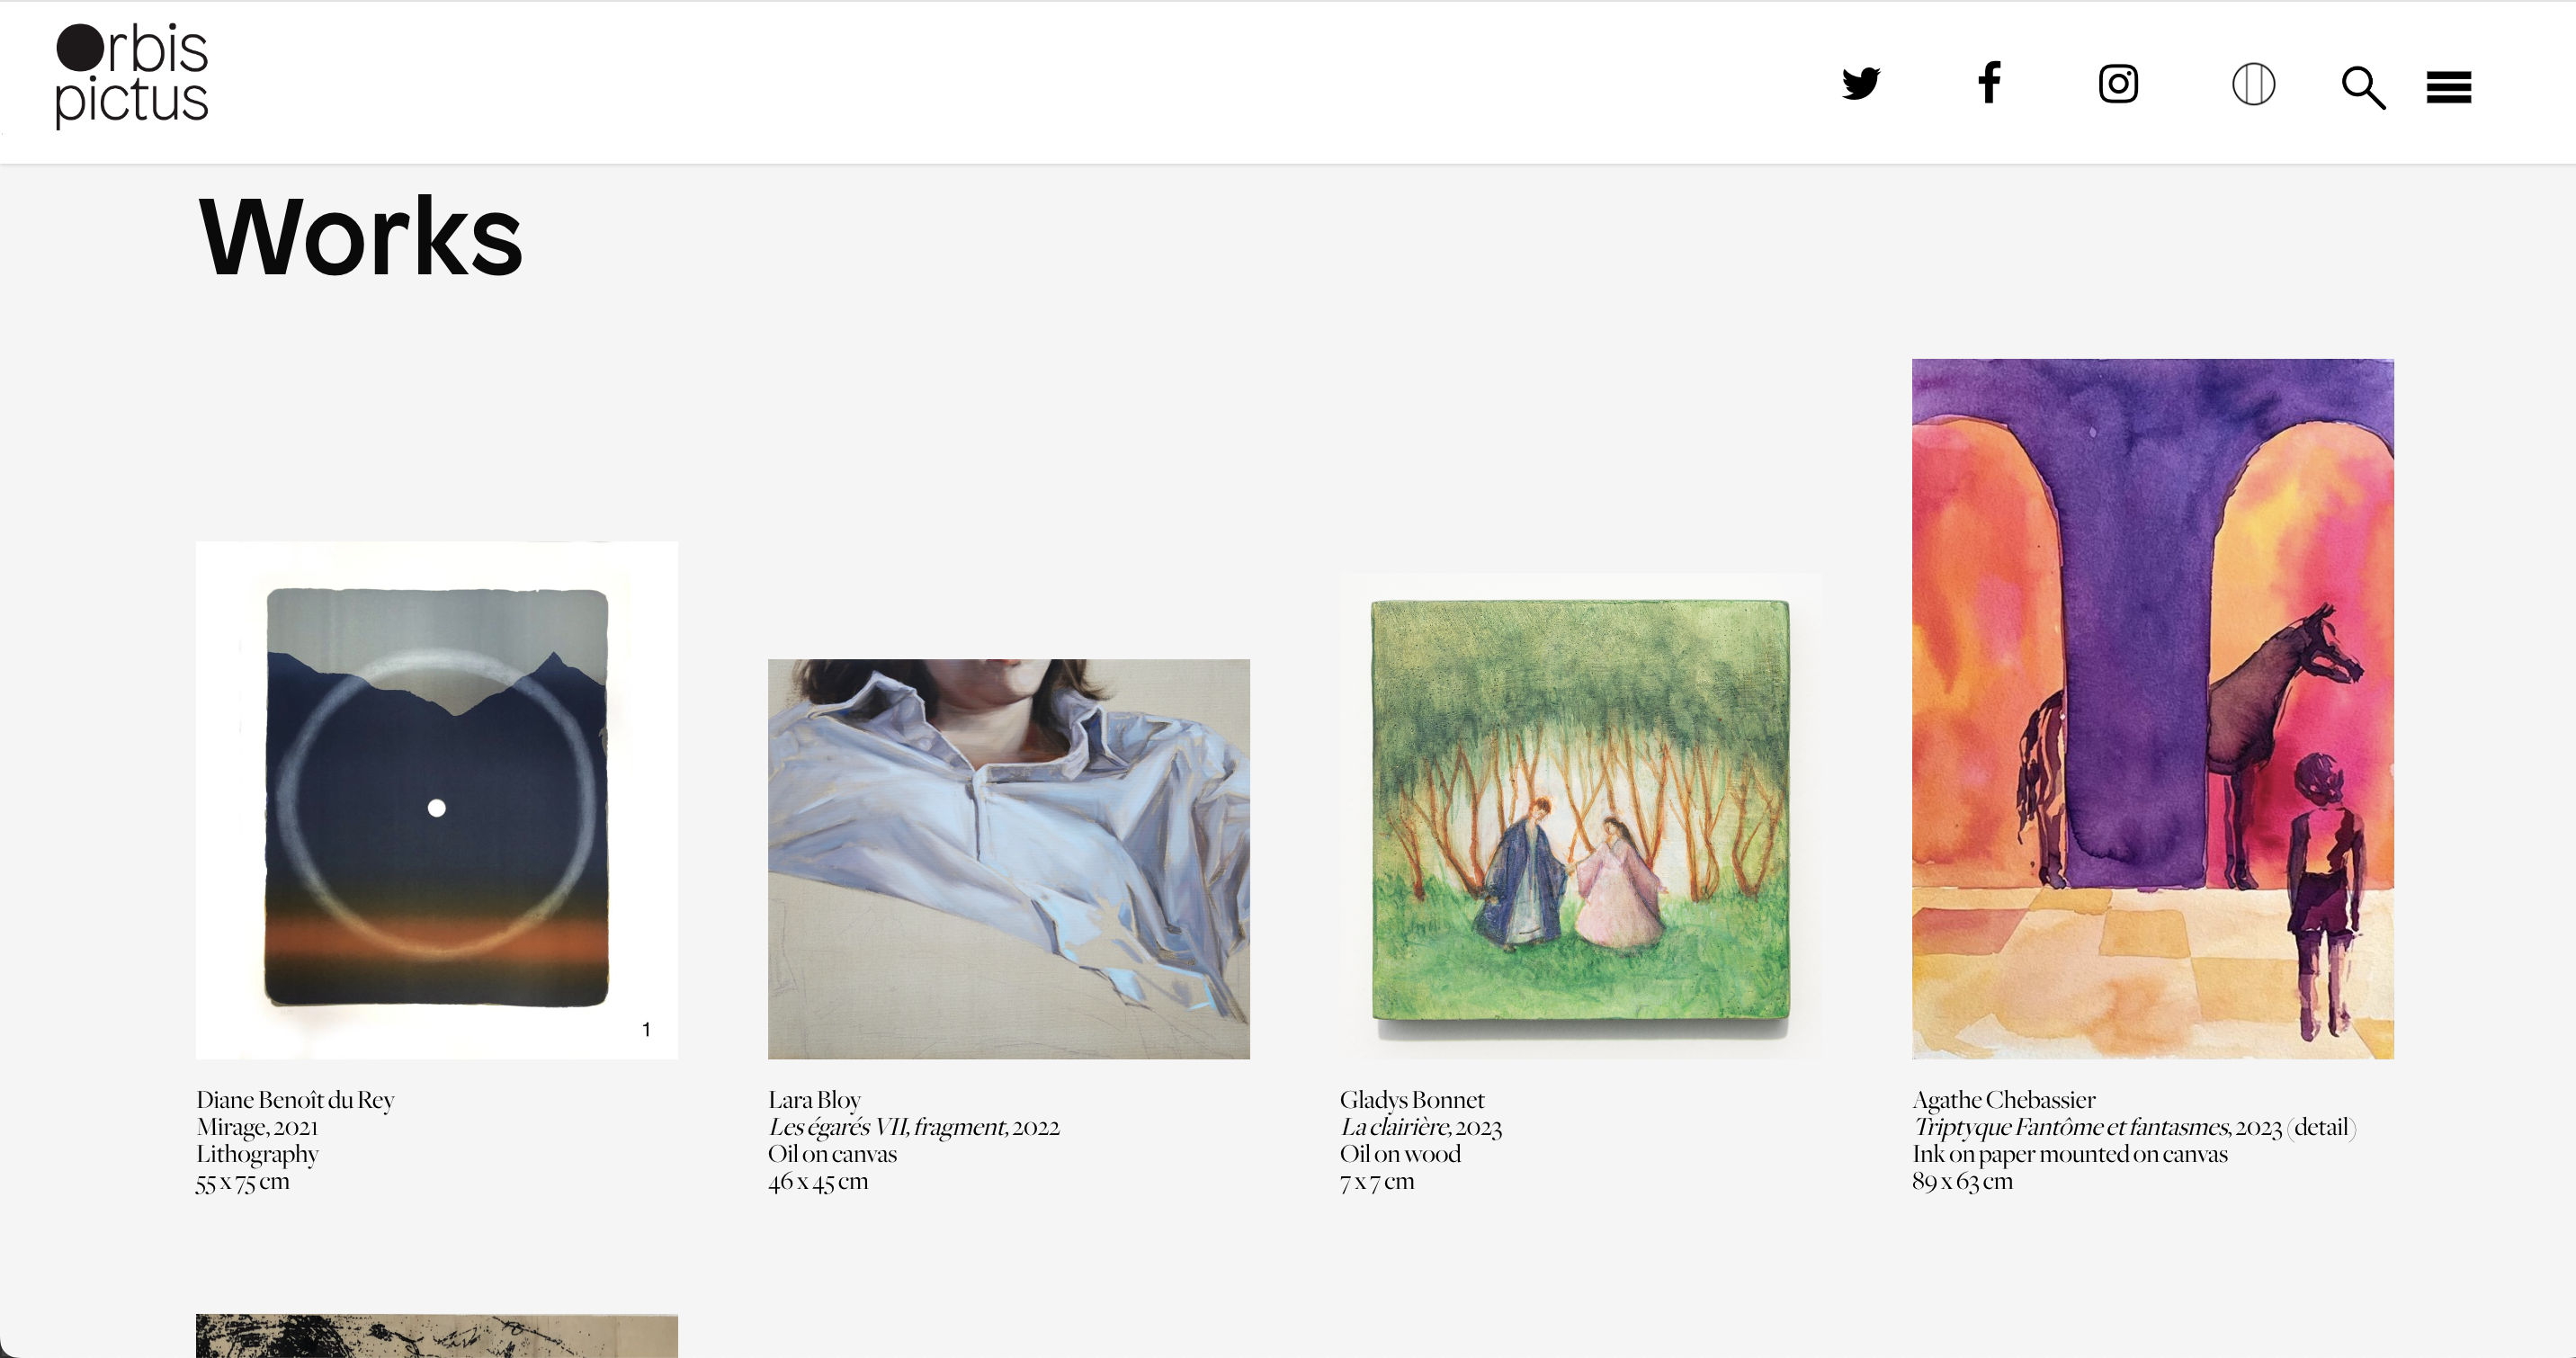 Orbis
pictus
Works
1
Diane Benoît du Rey
Mirage, 2021
Lithography
55 x 75 cm
Lara Bloy
Les égarés VII, fragment, 2022
Oil on canvas
46 x 45 cm
Gladys Bonnet
La clairière, 2023
Oil on wood
7 x 7 cm
Agathe Chebassier
Triptyque Fantôme et fantasmes, 2023 (detail)
Ink on paper mounted on canvas
89 x 63 cm